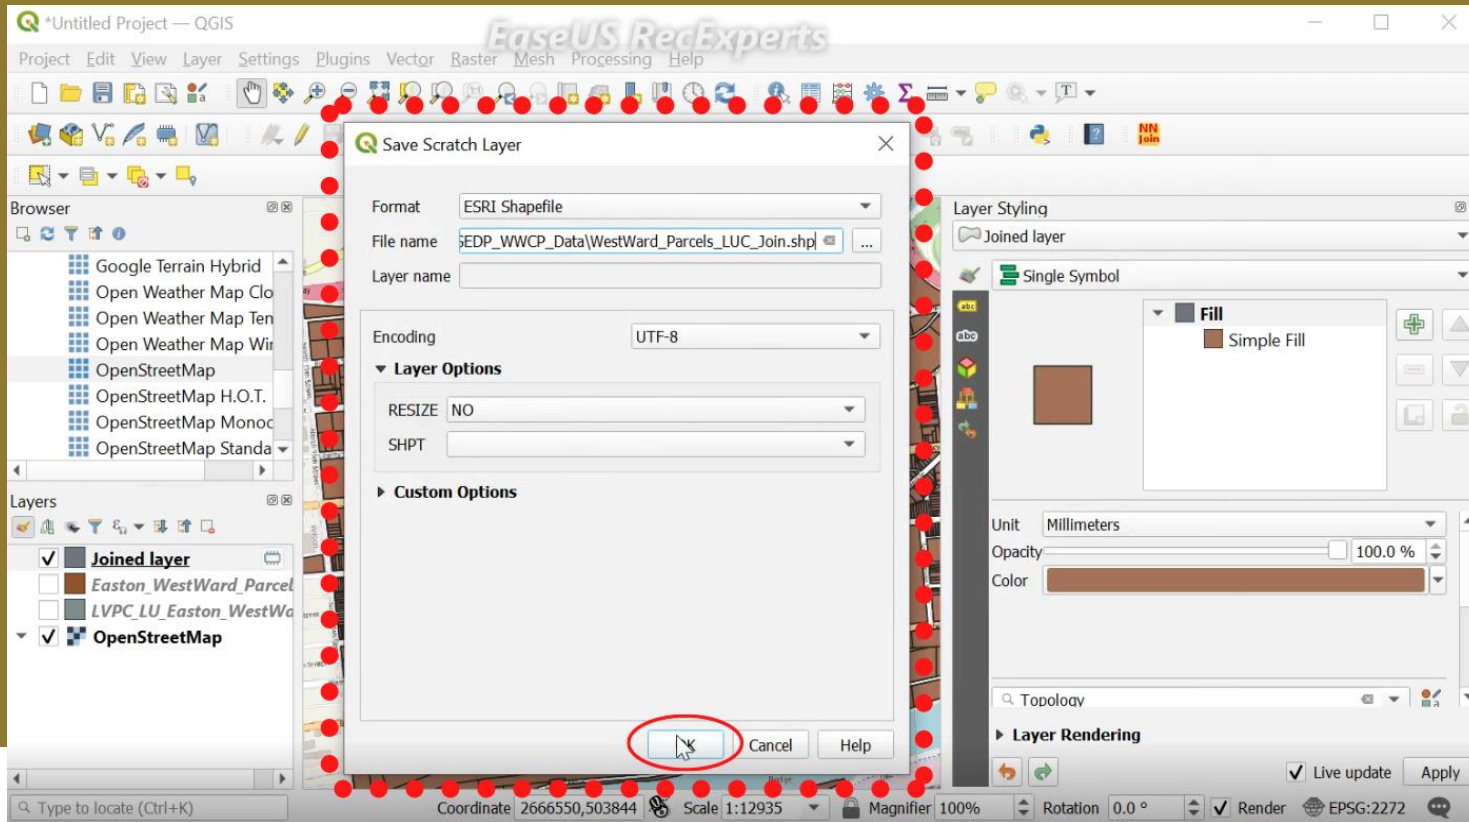 *Untitled Project — QGIS
EaseUS RecExperts
Project Edit View Layer Settings Plugins Vector Raster Mesh Processing Help
NN
join
Save Scratch Layer
Format ESRI Shapefile
File name SEDP_WWCP_Data\WestWard_Parcels_LUC_Join.shp ...
Layer name
Encoding UTF-8
Layer Options
RESIZE NO
SHPT
Custom Options
Cancel Help
Browser
Google Terrain Hybrid
Open Weather Map Clo
Open Weather Map Ten
Open Weather Map Wir
OpenStreetMap
OpenStreetMap H.O.T.
OpenStreetMap Monoc
OpenStreetMap Standa
Layers
Joined layer
Easton_WestWard_Parcel
LVPC_LU_Easton_WestWa
OpenStreetMap
Layer Styling
Joined layer
Single Symbol
abc
abc
Fill
Simple Fill
Unit Millimeters
Opacity 100.0 %
Color
Topology
Layer Rendering
Live update Apply
Type to locate (Ctrl+K) Coordinate 2666550,503844 Scale 1:12935 Magnifier 100% Rotation 0.0 ° Render EPSG:2272